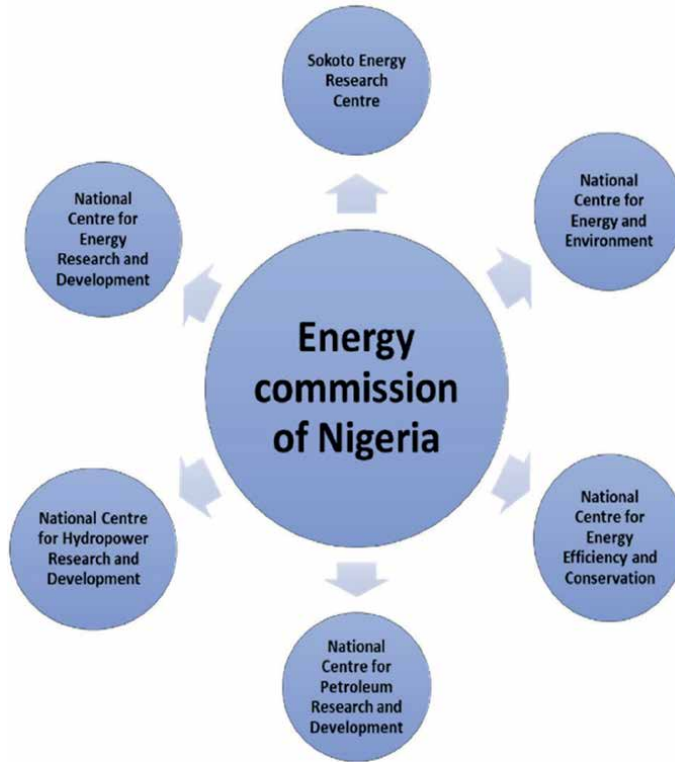 Sokoto Energy
Research
Centre
National
Centre for
Energy and
Environment
National
Centre for
Energy
Research and
Development
Energy
commission
of Nigeria
National
Centre for
Energy
Efficiency and
Conservation
National Centre
for Hydropower
Research and
Development
National
Centre for
Petroleum
Research and
Development